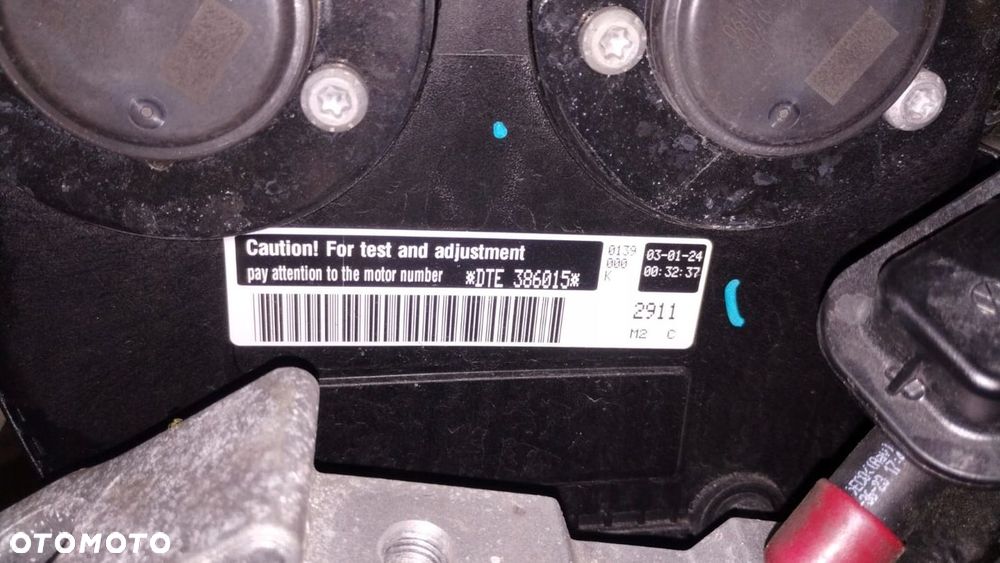 Caution! For test and adjustment
pay attention to the motor number *DTE 386015*
0139
000
K
03-01-24
00:32:37
2911
M2 C
OTOMOTO